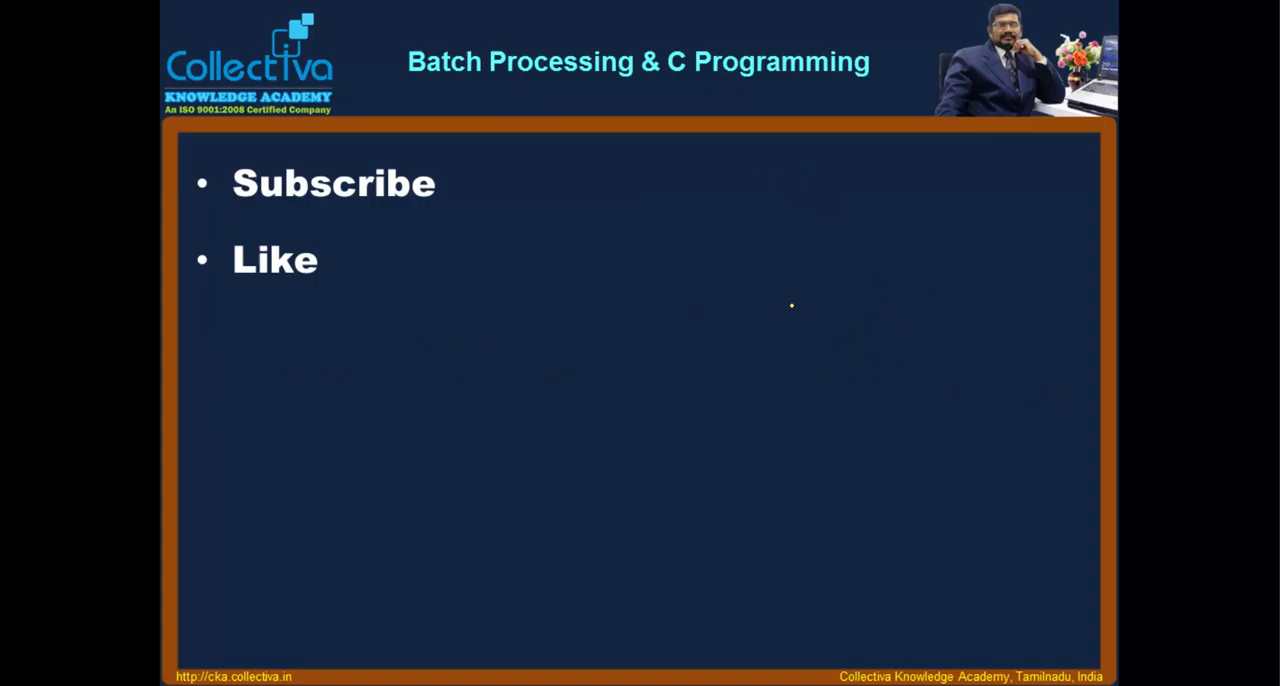 Collectiva
KNOWLEDGE ACADEMY
An ISO 9001:2008 Certified Company
Batch Processing & C Programming
• Subscribe
• Like
http://cka.collectiva.in
Collectiva Knowledge Academy, Tamilnadu, India